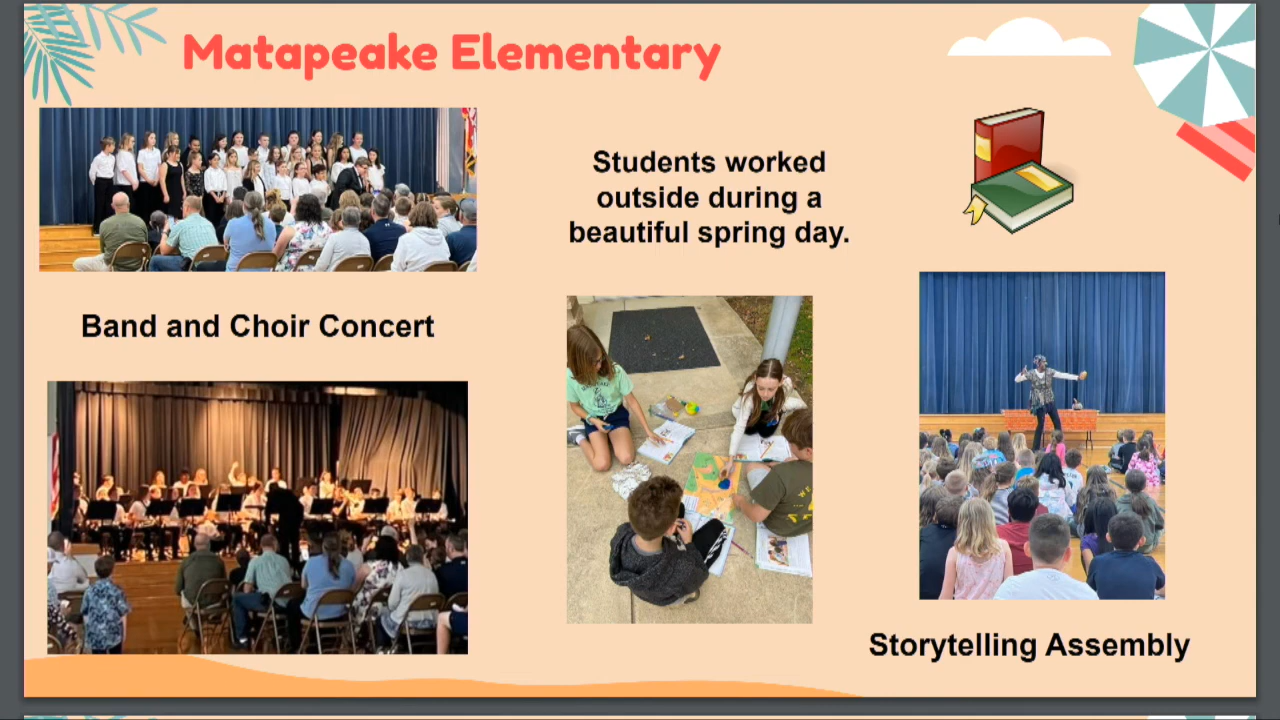 Matapeake Elementary
Students worked
outside during a
beautiful spring day.
Band and Choir Concert
Storytelling Assembly